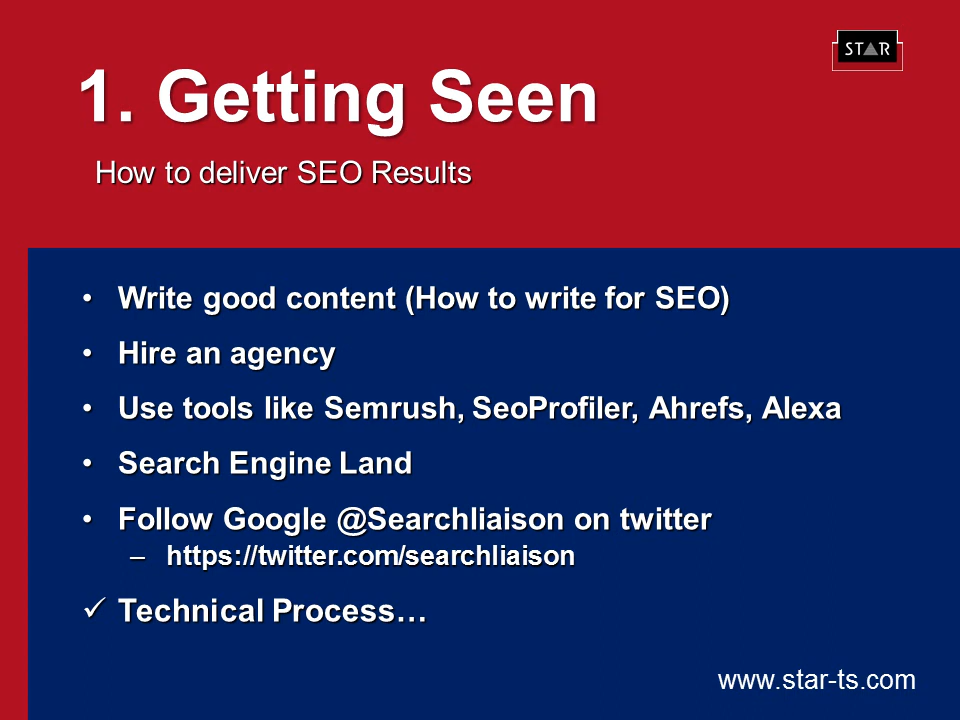 STAR
1. Getting Seen
How to deliver SEO Results
• Write good content (How to write for SEO)
• Hire an agency
• Use tools like Semrush, SeoProfiler, Ahrefs, Alexa
• Search Engine Land
• Follow Google @Searchliaison on twitter
– https://twitter.com/searchliaison
✓ Technical Process…
www.star-ts.com